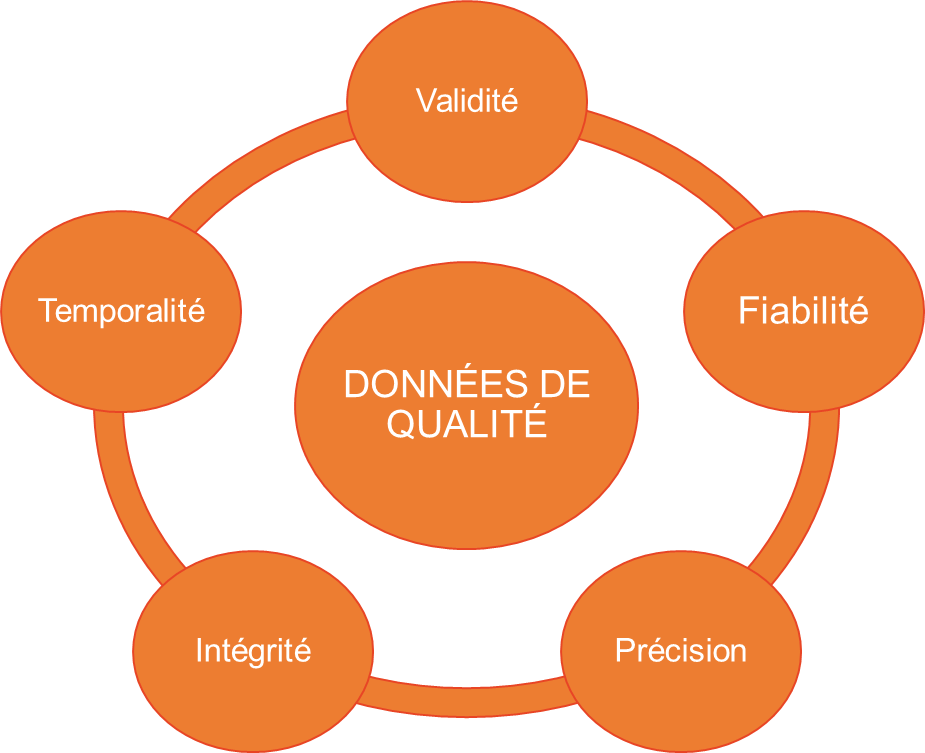 Validité
Temporalité
Fiabilité
DONNÉES DE
QUALITÉ
Intégrité
Précision